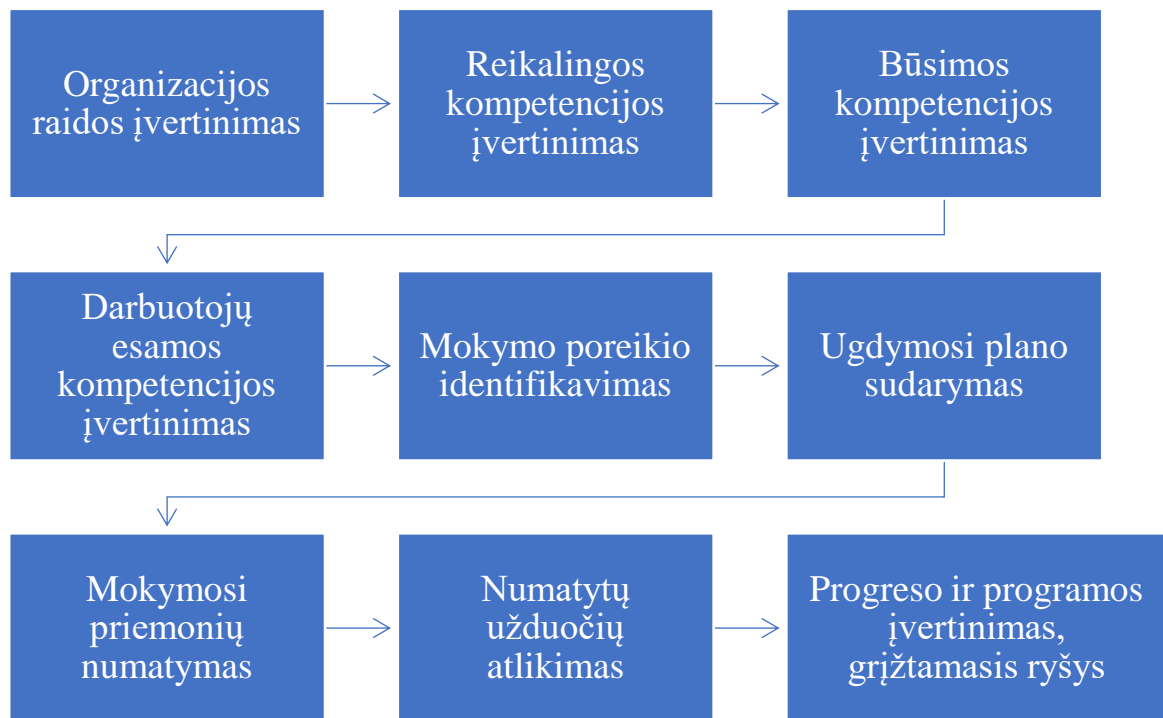 Organizacijos
raidos įvertinimas
Reikalingos
kompetencijos
įvertinimas
Būsimos
kompetencijos
įvertinimas
Darbuotojų
esamos
kompetencijos
įvertinimas
Mokymo poreikio
identifikavimas
Ugdymosi plano
sudarymas
Mokymosi
priemonių
numatymas
Numatytų
užduočių
atlikimas
Progreso ir programos
įvertinimas,
grįžtamasis ryšys